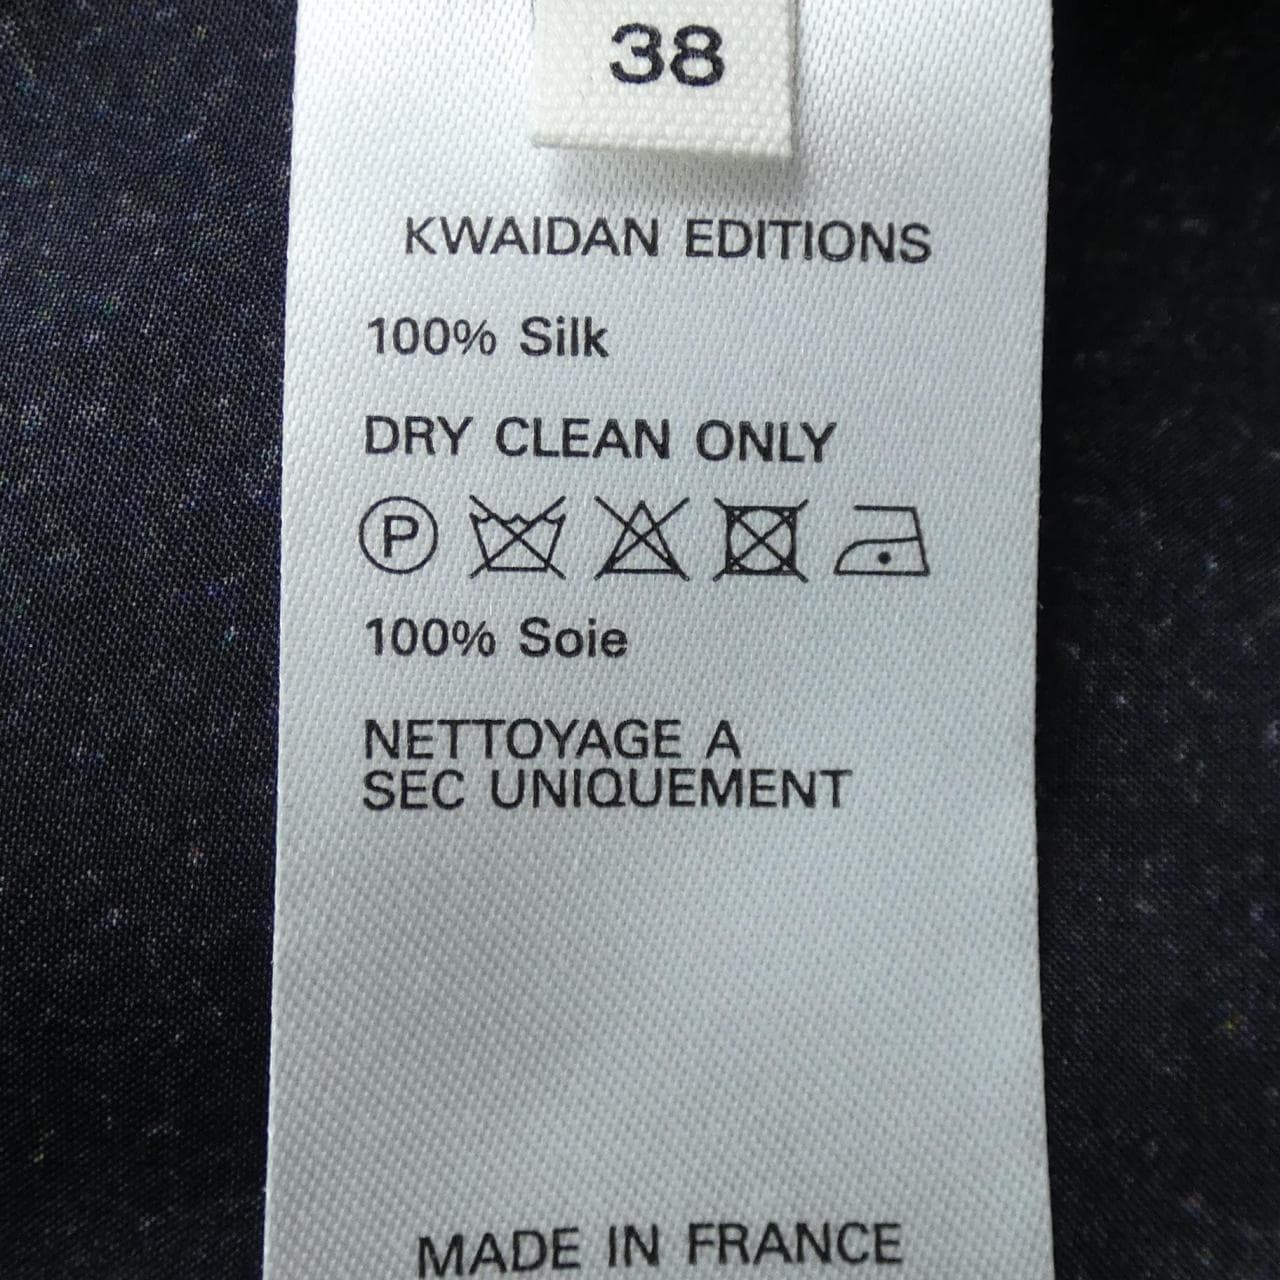 38
KWAIDAN EDITIONS
100% Silk
DRY CLEAN ONLY
P
100% Soie
NETTOYAGE A
SEC UNIQUEMENT
MADE IN FRANCE